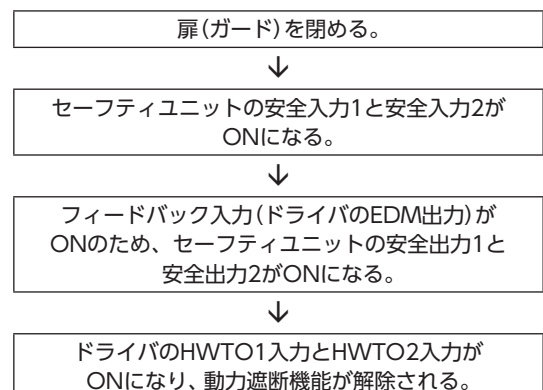 扉(ガード)を閉める。
↓
セーフティユニットの安全入力1と安全入力2が
ONになる。
↓
フィードバック入力(ドライバのEDM出力)が
ONのため、セーフティユニットの安全出力1と
安全出力2がONになる。
↓
ドライバのHWTO1入力とHWTO2入力が
ONになり、動力遮断機能が解除される。